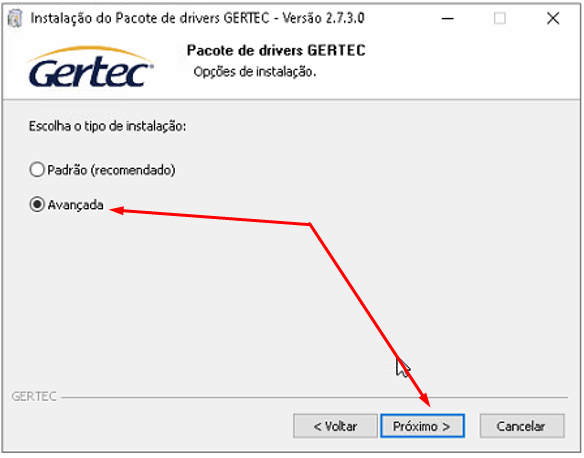 Instalação do Pacote de drivers GERTEC - Versão 2.7.3.0
Gertec
Pacote de drivers GERTEC
Opções de instalação.
Escolha o tipo de instalação:
Padrão (recomendado)
Avançada
GERTEC
< Voltar
Próximo >
Cancelar